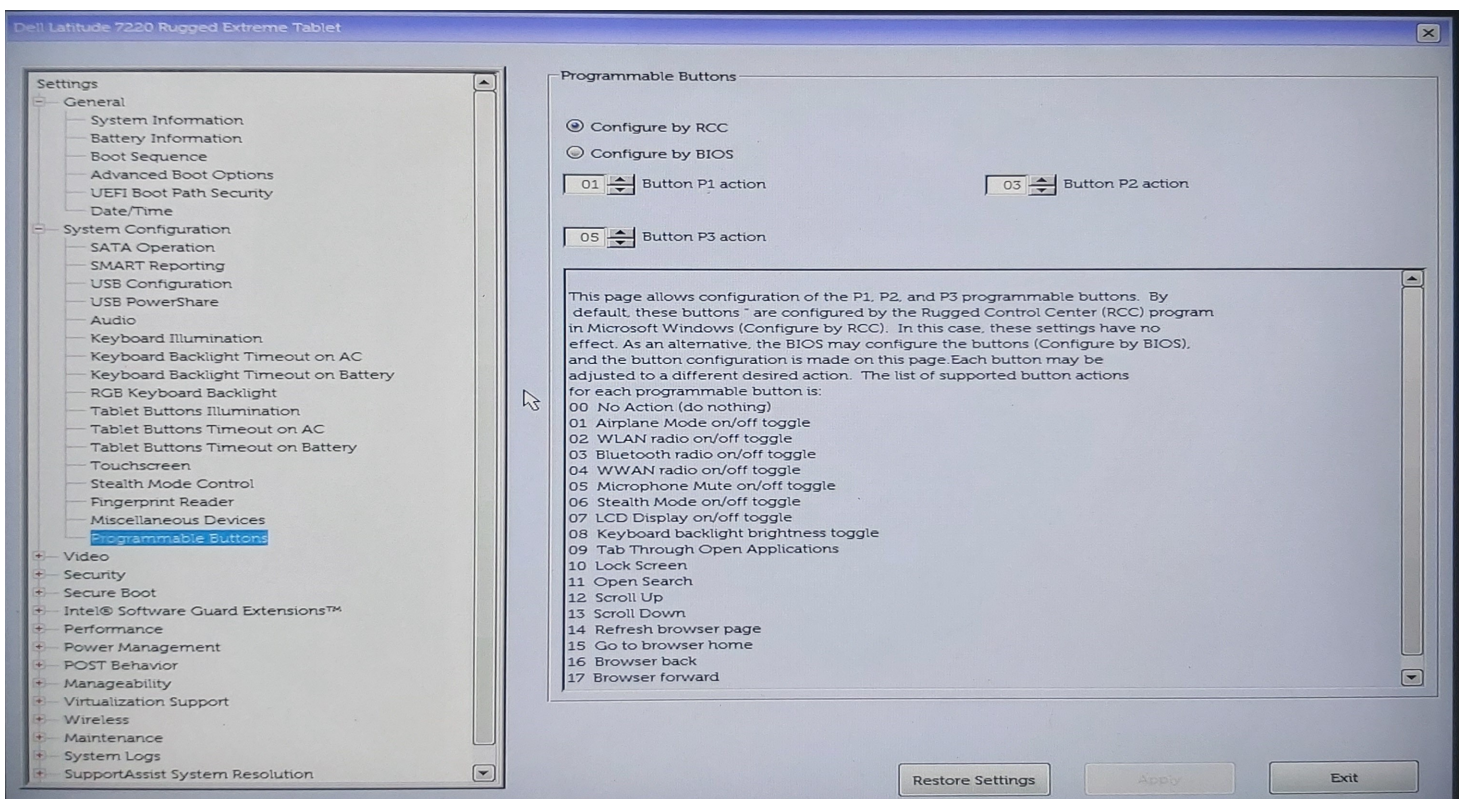 Dell Latitude 7220 Rugged Extreme Tablet
Settings
General
System Information
Battery Information
Boot Sequence
Advanced Boot Options
UEFI Boot Path Security
Date/Time
System Configuration
SATA Operation
SMART Reporting
USB Configuration
USB PowerShare
Audio
Keyboard Illumination
Keyboard Backlight Timeout on AC
Keyboard Backlight Timeout on Battery
RGB Keyboard Backlight
Tablet Buttons Illumination
Tablet Buttons Timeout on AC
Tablet Buttons Timeout on Battery
Touchscreen
Stealth Mode Control
Fingerprint Reader
Miscellaneous Devices
Programmable Buttons
Video
Security
Secure Boot
Intel® Software Guard Extensions™
Performance
Power Management
POST Behavior
Manageability
Virtualization Support
Wireless
Maintenance
System Logs
SupportAssist System Resolution
Programmable Buttons
Configure by RCC
Configure by BIOS
01 Button P1 action
03 Button P2 action
05 Button P3 action
This page allows configuration of the P1, P2, and P3 programmable buttons. By
default, these buttons " are configured by the Rugged Control Center (RCC) program
in Microsoft Windows (Configure by RCC). In this case, these settings have no
effect. As an alternative, the BIOS may configure the buttons (Configure by BIOS),
and the button configuration is made on this page.Each button may be
adjusted to a different desired action. The list of supported button actions
for each programmable button is:
00 No Action (do nothing)
01 Airplane Mode on/off toggle
02 WLAN radio on/off toggle
03 Bluetooth radio on/off toggle
04 WWAN radio on/off toggle
05 Microphone Mute on/off toggle
06 Stealth Mode on/off toggle
07 LCD Display on/off toggle
08 Keyboard backlight brightness toggle
09 Tab Through Open Applications
10 Lock Screen
11 Open Search
12 Scroll Up
13 Scroll Down
14 Refresh browser page
15 Go to browser home
16 Browser back
17 Browser forward
Restore Settings
Apply
Exit